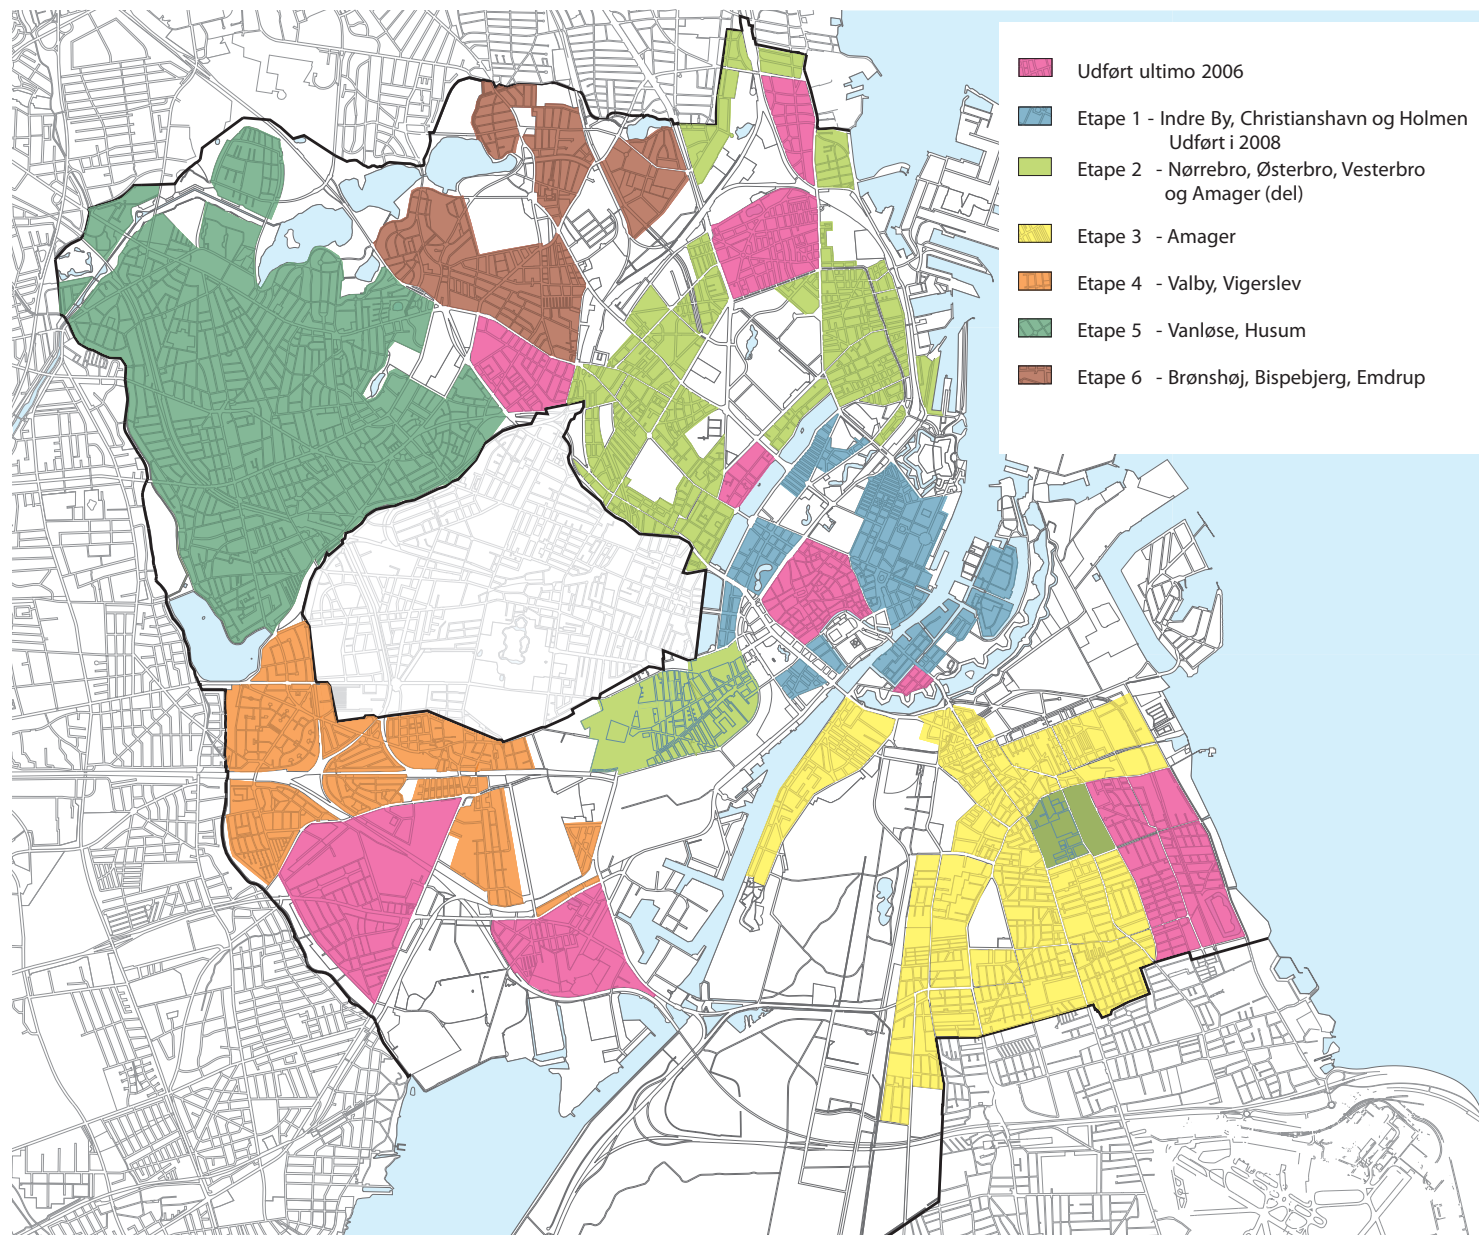 Udført ultimo 2006
Etape 1 - Indre By, Christianshavn og Holmen
Udført i 2008
Etape 2 - Nørrebro, Østerbro, Vesterbro
og Amager (del)
Etape 3 - Amager
Etape 4 - Valby, Vigerslev
Etape 5 - Vanløse, Husum
Etape 6 - Brønshøj, Bispebjerg, Emdrup